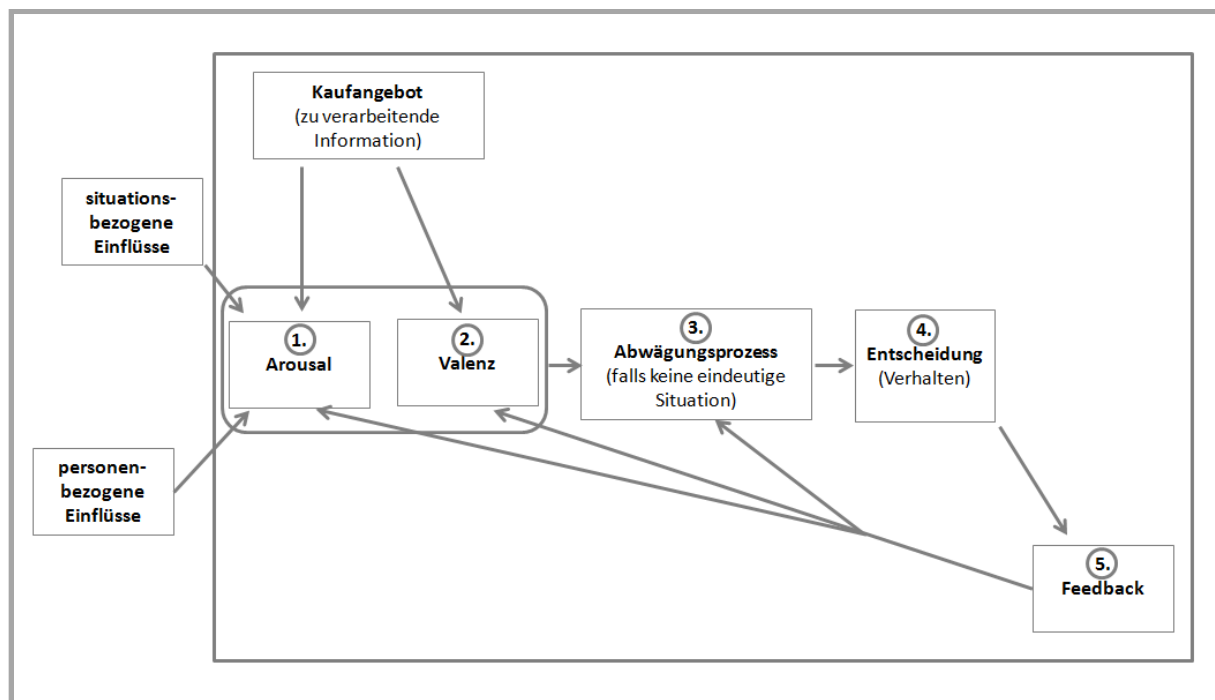 Kaufangebot
(zu verarbeitende
Information)
situations-
bezogene
Einflüsse
1.
Arousal
2.
Valenz
3.
Abwägungsprozess
(falls keine eindeutige
Situation)
4.
Entscheidung
(Verhalten)
personen-
bezogene
Einflüsse
5.
Feedback